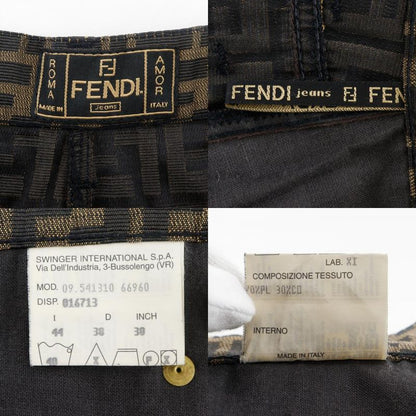 ROMA
MADE IN
FENDI
jeans
AMOR
ITALY
FENDI jeans FEN
SWINGER INTERNATIONAL S.p.A.
Via Dell'Industria, 3-Bussolengo (VR)
MOD. 09.541310 66960
DISP. 016713
I D INCH
44 38 30
40
LAB. XI
COMPOSIZIONE TESSUTO
70%PL 30%CO
INTERNO
MADE IN ITALY